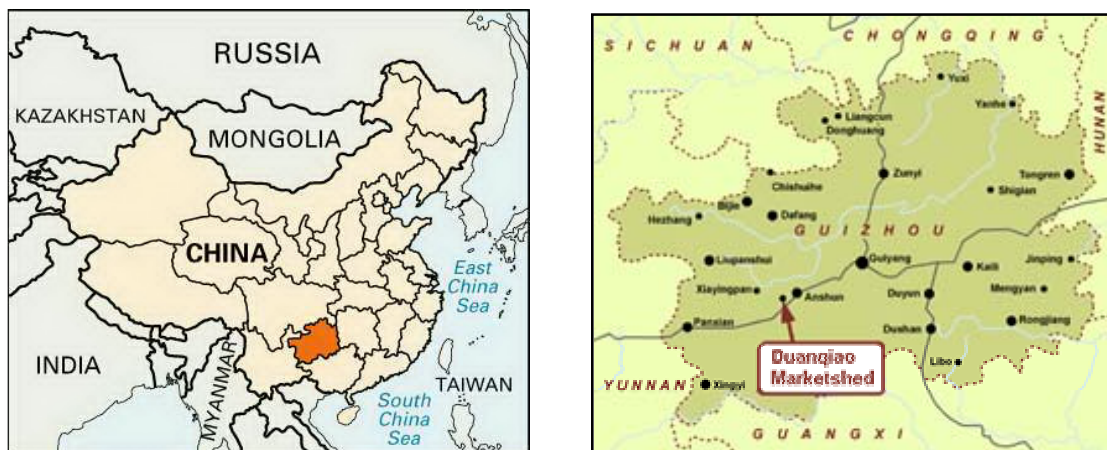 RUSSIA
KAZAKHSTAN
MONGOLIA
CHINA
East
China
Sea
INDIA
MYANMAR
TAIWAN
South
China
Sea
SICHUAN
CHONGQING
HUNAN
Yuxi
Yanhe
Liangcun
Donghuang
Chishuihe
Zunyi
Tongren
Shiqian
Bijie
Hezhang
Dafang
GUIZHOU
Liupanshui
Guiyang
Kaili
Jinping
Xiayingpan
Anshun
Duyun
Mengyan
Panxian
Dushan
Rongjiang
Duanqiao
Marketshed
Libo
YUNNAN
Xingyi
GUANGXI